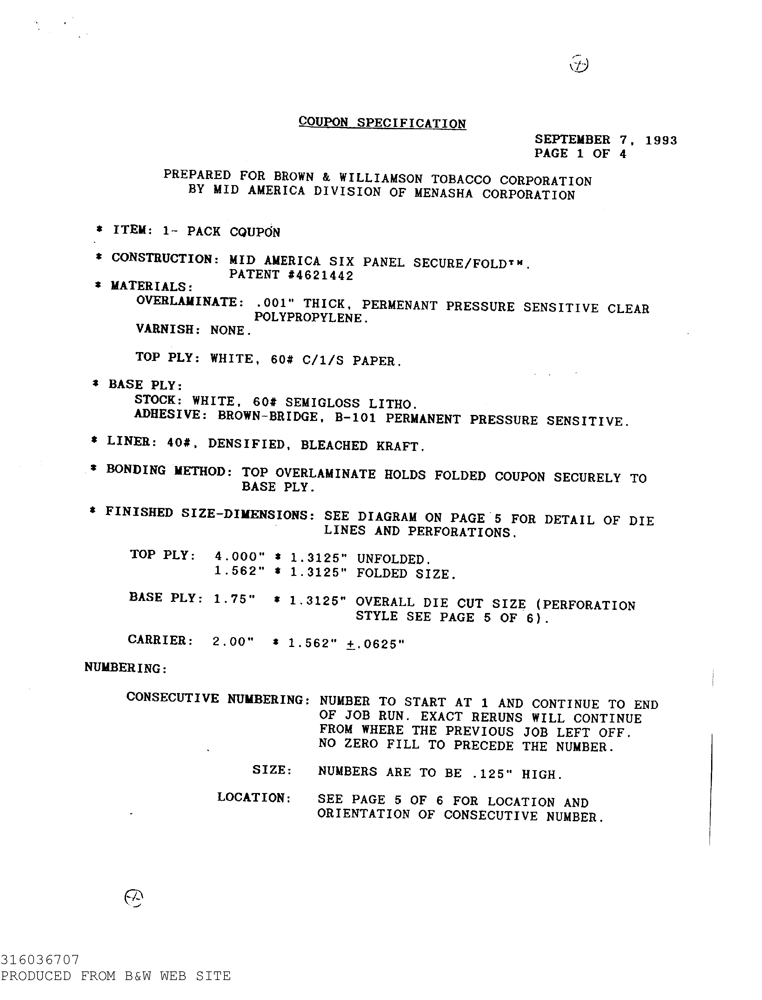 COUPON SPECIFICATION
SEPTEMBER 7, 1993
PAGE 1 OF 4
PREPARED FOR BROWN & WILLIAMSON TOBACCO CORPORATION
BY MID AMERICA DIVISION OF MENASHA CORPORATION
* ITEM: 1- PACK COUPON
* CONSTRUCTION: MID AMERICA SIX PANEL SECURE/FOLD™.
PATENT #4621442
* MATERIALS:
OVERLAMINATE: .001" THICK, PERMENANT PRESSURE SENSITIVE CLEAR
POLYPROPYLENE.
VARNISH: NONE.
TOP PLY: WHITE, 60# C/1/S PAPER.
* BASE PLY:
STOCK: WHITE, 60# SEMIGLOSS LITHO.
ADHESIVE: BROWN-BRIDGE, B-101 PERMANENT PRESSURE SENSITIVE.
* LINER: 40#, DENSIFIED, BLEACHED KRAFT.
* BONDING METHOD: TOP OVERLAMINATE HOLDS FOLDED COUPON SECURELY TO
BASE PLY.
* FINISHED SIZE-DIMENSIONS: SEE DIAGRAM ON PAGE 5 FOR DETAIL OF DIE
LINES AND PERFORATIONS.
TOP PLY: 4.000" * 1.3125" UNFOLDED.
1.562" * 1.3125" FOLDED SIZE.
BASE PLY: 1.75" * 1.3125" OVERALL DIE CUT SIZE (PERFORATION
STYLE SEE PAGE 5 OF 6).
CARRIER: 2.00" * 1.562" ±.0625"
NUMBERING:
CONSECUTIVE NUMBERING: NUMBER TO START AT 1 AND CONTINUE TO END
OF JOB RUN. EXACT RERUNS WILL CONTINUE
FROM WHERE THE PREVIOUS JOB LEFT OFF.
NO ZERO FILL TO PRECEDE THE NUMBER.
SIZE: NUMBERS ARE TO BE .125" HIGH.
LOCATION: SEE PAGE 5 OF 6 FOR LOCATION AND
ORIENTATION OF CONSECUTIVE NUMBER.
316036707
PRODUCED FROM B&W WEB SITE